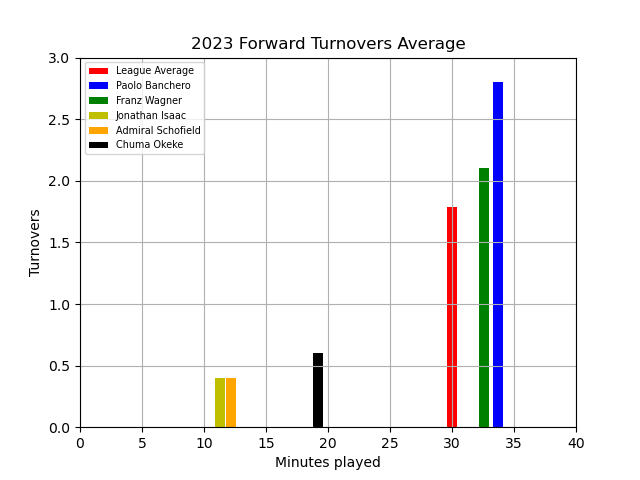 2023 Forward Turnovers Average
3.0
2.5
2.0
1.5
1.0
0.5
0.0
Turnovers
League Average
Paolo Banchero
Franz Wagner
Jonathan Isaac
Admiral Schofield
Chuma Okeke
0 5 10 15 20 25 30 35 40
Minutes played